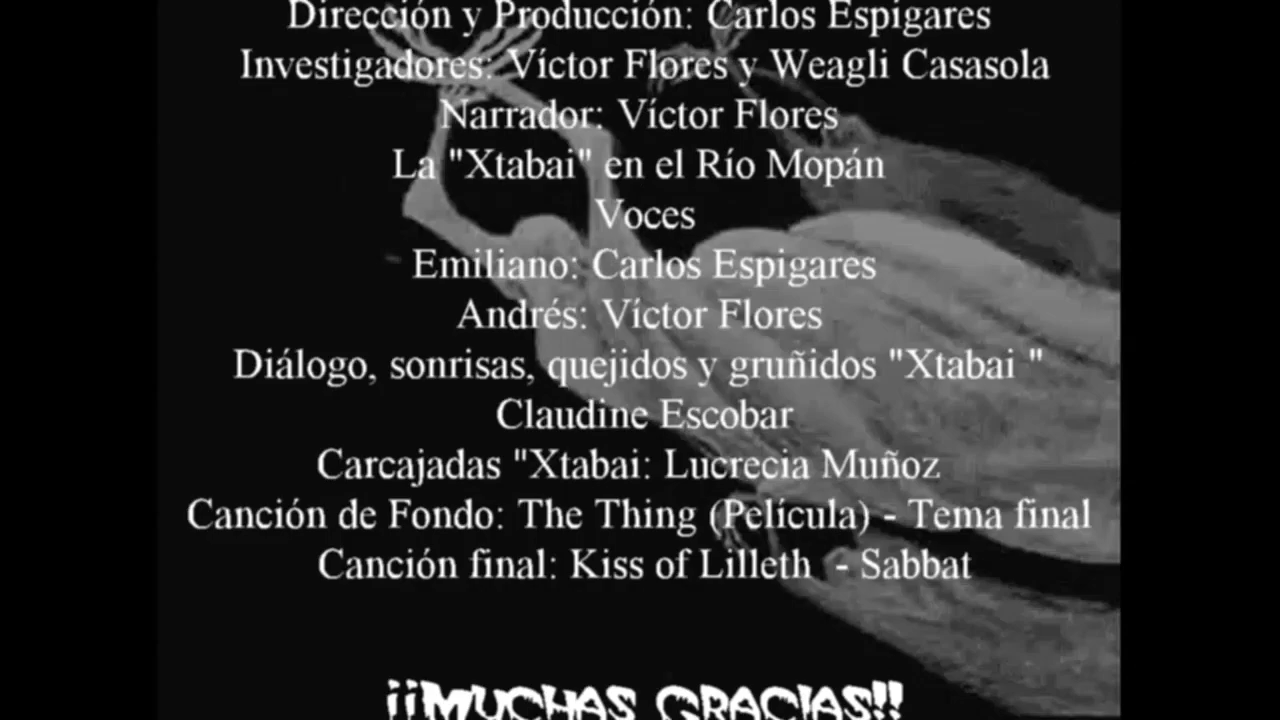 Dirección y Producción: Carlos Espigares
Investigadores: Víctor Flores y Weagli Casasola
Narrador: Víctor Flores
La "Xtabai" en el Río Mopán
Voces
Emiliano: Carlos Espigares
Andrés: Víctor Flores
Diálogo, sonrisas, quejidos y gruñidos "Xtabai "
Claudine Escobar
Carcajadas "Xtabai: Lucrecia Muñoz
Canción de Fondo: The Thing (Película) - Tema final
Canción final: Kiss of Lilleth  - Sabbat
¡¡MUCHAS GRACIAS!!